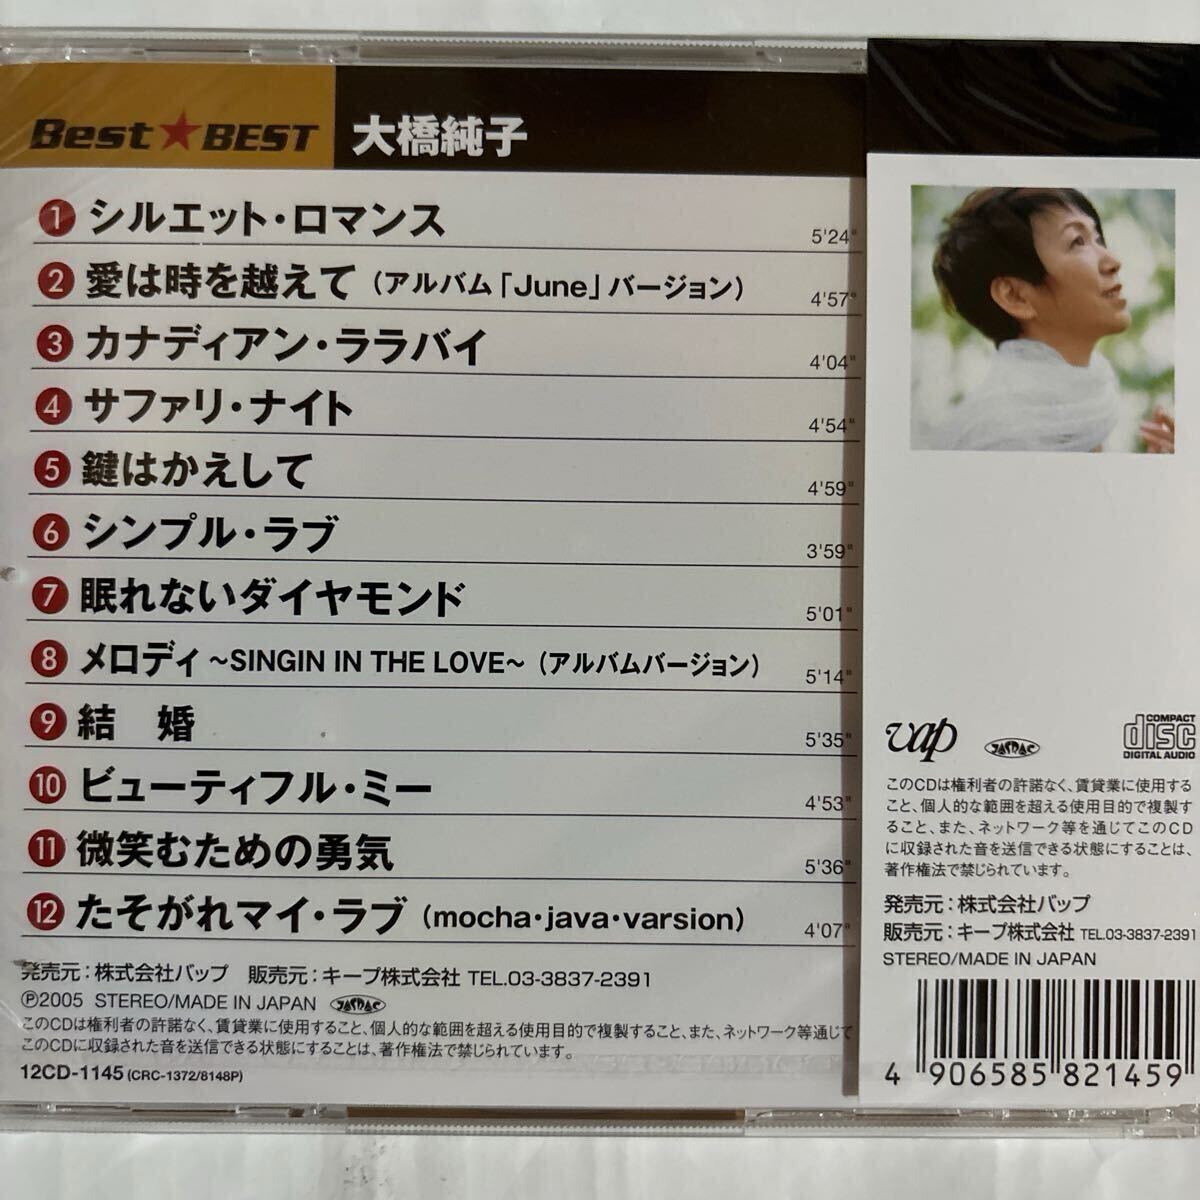 Best★BEST 大橋純子
1 シルエット・ロマンス 5'24"
2 愛は時を越えて（アルバム「June」バージョン） 4'57"
3 カナディアン・ララバイ 4'04"
4 サファリ・ナイト 4'54"
5 鍵はかえして 4'59"
6 シンプル・ラブ 3'59"
7 眠れないダイヤモンド 5'01"
8 メロディ ~SINGIN IN THE LOVE~（アルバムバージョン） 5'14"
9 結　婚 5'35"
10 ビューティフル・ミー 4'53"
11 微笑むための勇気 5'36"
12 たそがれマイ・ラブ（mocha・java・varsion） 4'07"
発売元：株式会社バップ 販売元：キープ株式会社 TEL.03-3837-2391
Ⓟ2005 STEREO/MADE IN JAPAN JASRAC
このCDは権利者の許諾なく、賃貸業に使用すること、個人的な範囲を超える使用目的で複製すること、また、ネットワーク等を通じて
このCDに収録された音を送信できる状態にすることは、著作権法で禁じられています。
12CD-1145 (CRC-1372/8148P)
vap JASRAC COMPACT disc DIGITAL AUDIO
このCDは権利者の許諾なく、賃貸業に使用する
こと、個人的な範囲を超える使用目的で複製す
ること、また、ネットワーク等を通じてこのCD
に収録された音を送信できる状態にすることは、
著作権法で禁じられています。
発売元：株式会社バップ
販売元：キープ株式会社 TEL.03-3837-2391
STEREO/MADE IN JAPAN
4 906585 821459